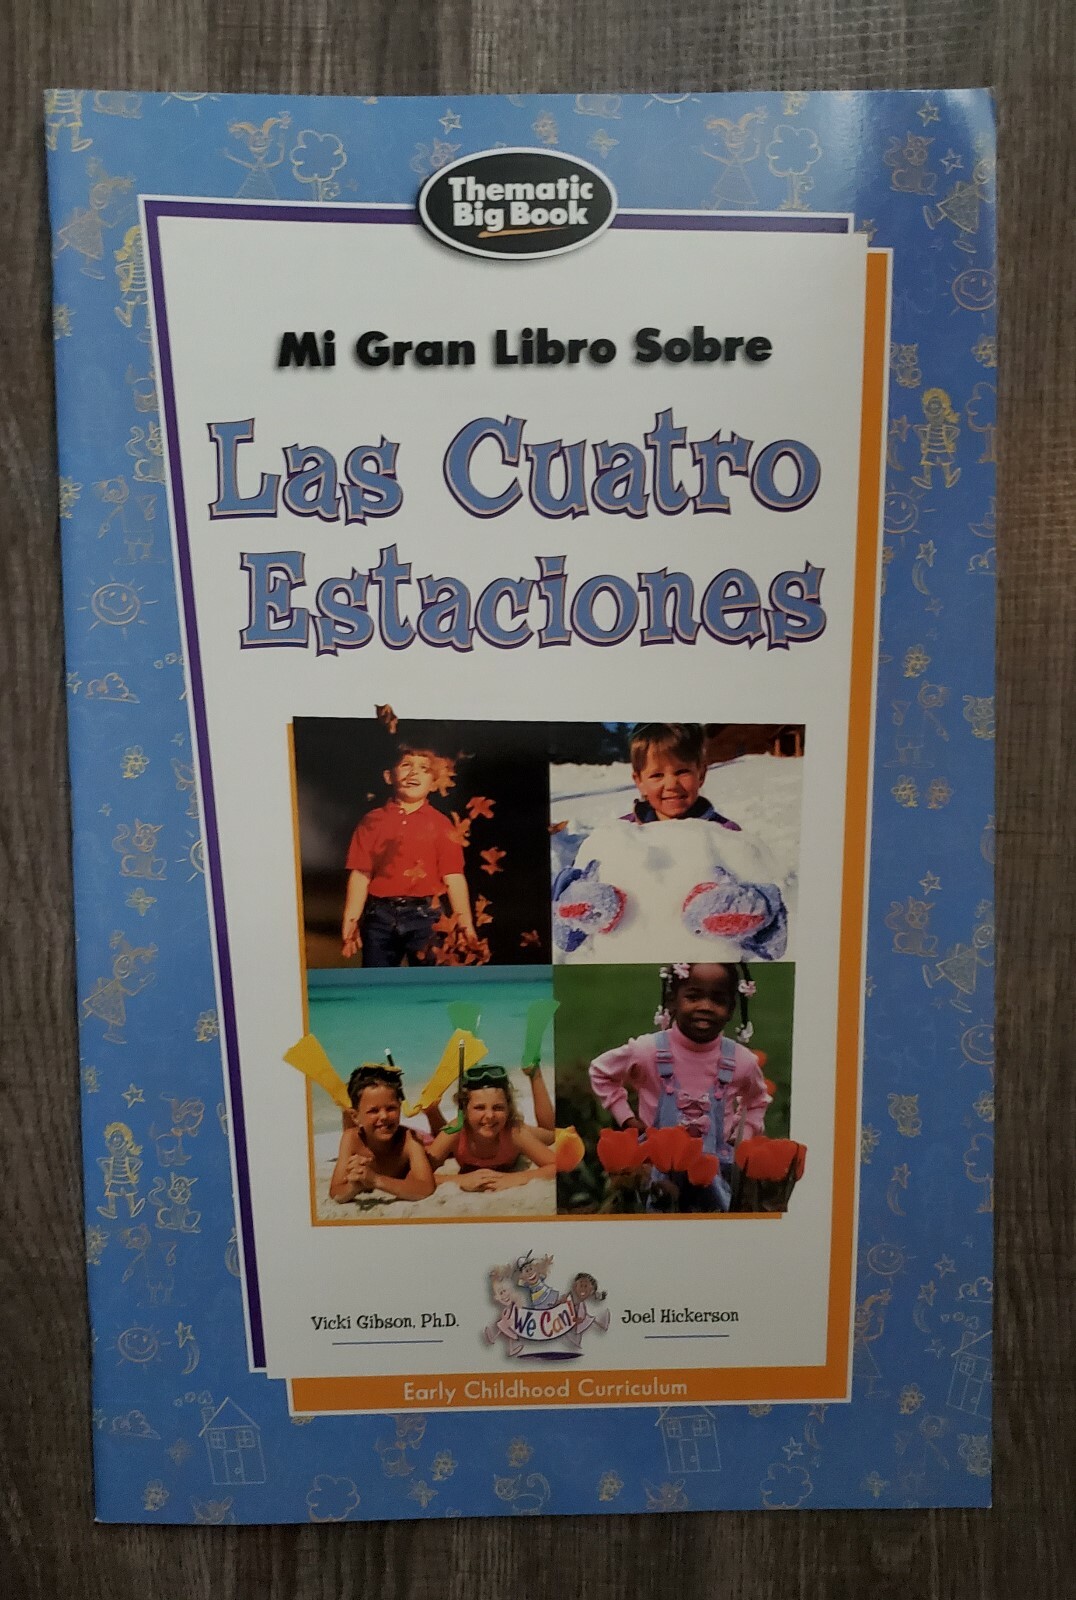 Thematic
Big Book
Mi Gran Libro Sobre
Las Cuatro
Estaciones
Vicki Gibson, Ph.D.
We Can!
Joel Hickerson
Early Childhood Curriculum